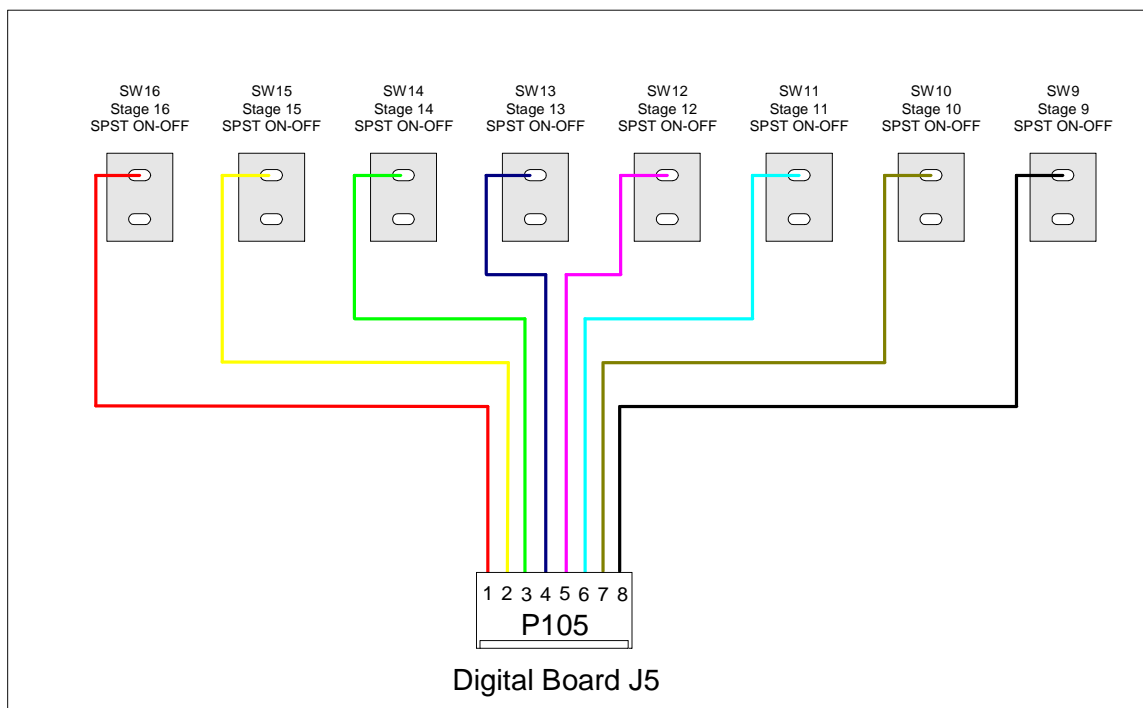 SW16
Stage 16
SPST ON-OFF
SW15
Stage 15
SPST ON-OFF
SW14
Stage 14
SPST ON-OFF
SW13
Stage 13
SPST ON-OFF
SW12
Stage 12
SPST ON-OFF
SW11
Stage 11
SPST ON-OFF
SW10
Stage 10
SPST ON-OFF
SW9
Stage 9
SPST ON-OFF
1 2 3 4 5 6 7 8
P105
Digital Board J5